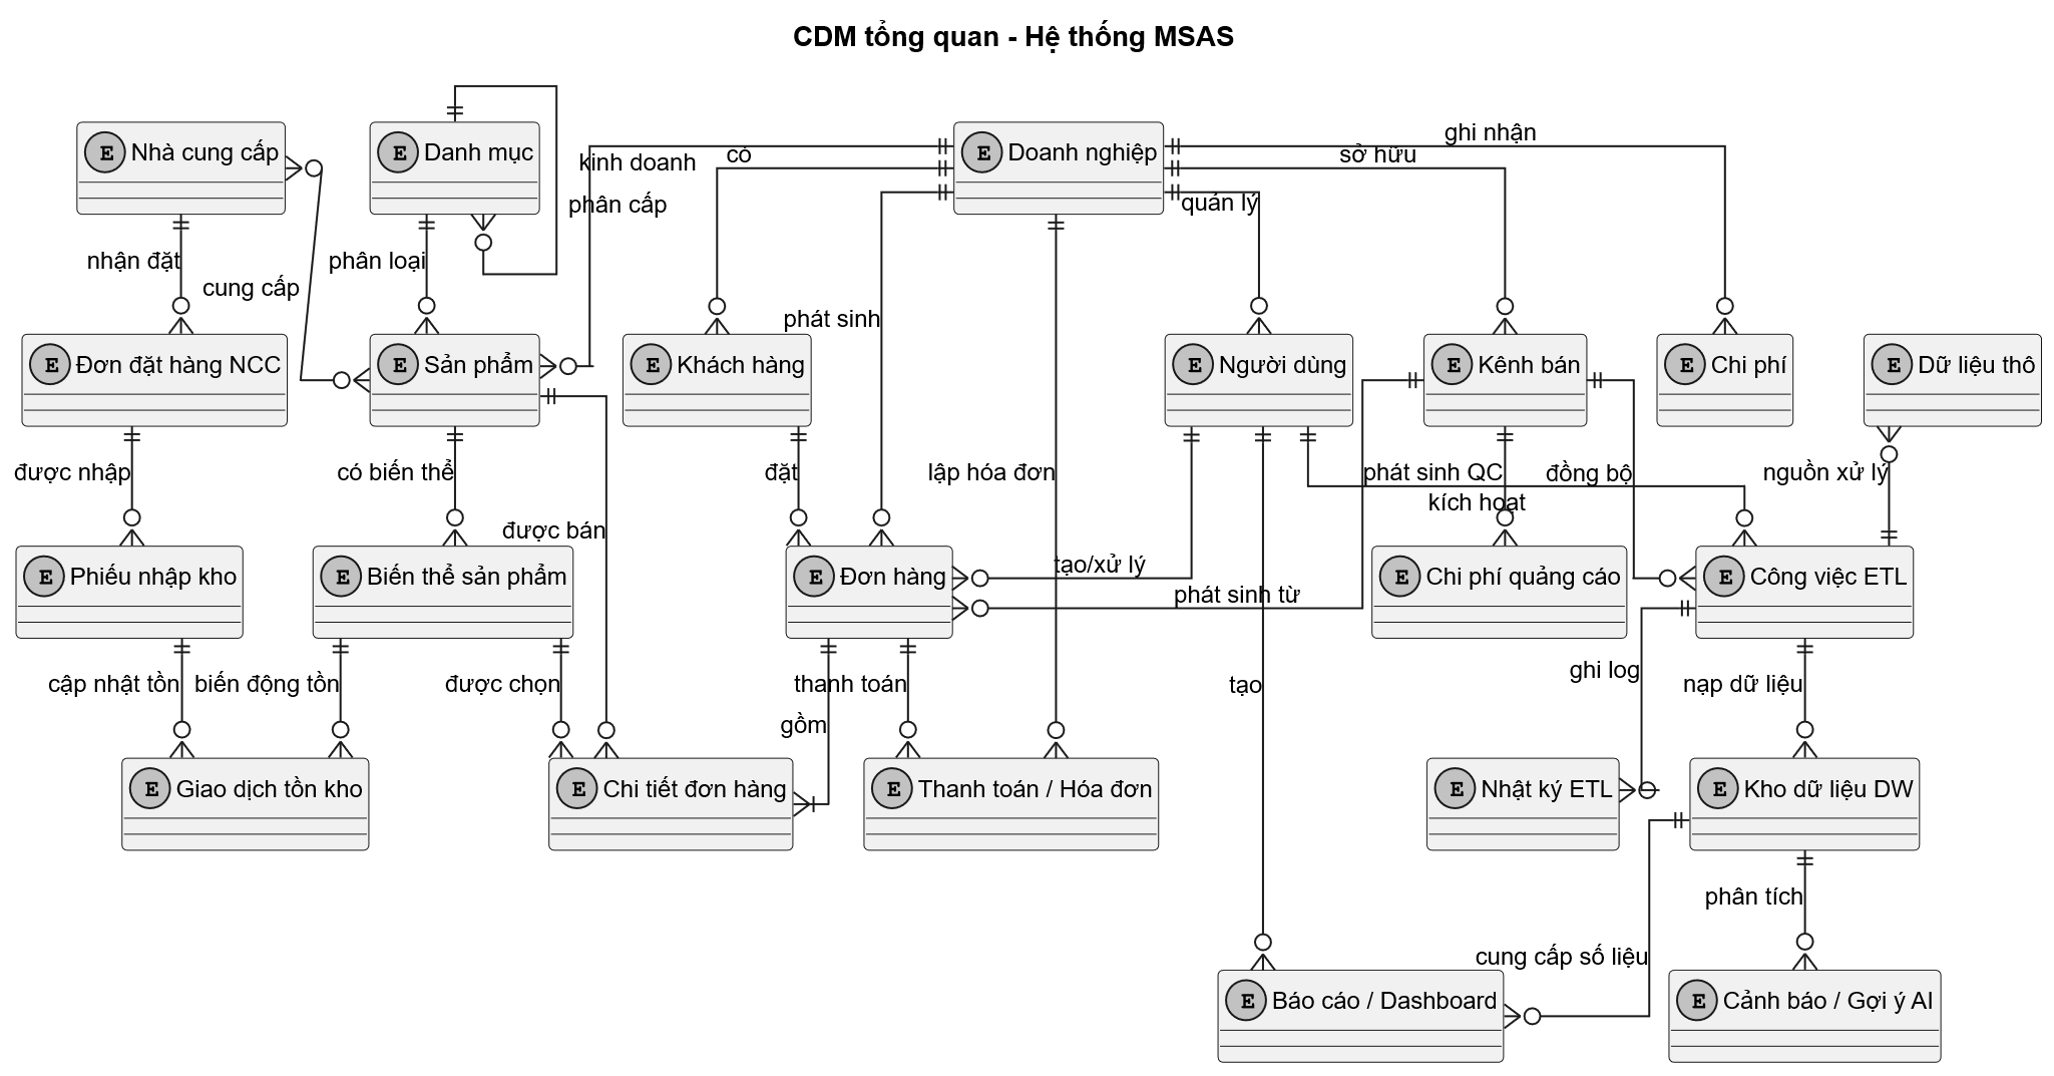 CDM tổng quan - Hệ thống MSAS
ghi nhận
kinh doanh
có
sở hữu
E Nhà cung cấp
E Danh mục
E Doanh nghiệp
phân cấp
quản lý
nhận đặt
cung cấp
phân loại
phát sinh
E Đơn đặt hàng NCC
E Sản phẩm
E Khách hàng
E Người dùng
E Kênh bán
E Chi phí
E Dữ liệu thô
được nhập
có biến thể
đặt
lập hóa đơn
phát sinh QC
đồng bộ
nguồn xử lý
kích hoạt
được bán
tạo/xử lý
phát sinh từ
E Phiếu nhập kho
E Biến thể sản phẩm
E Đơn hàng
E Chi phí quảng cáo
E Công việc ETL
cập nhật tồn
biến động tồn
được chọn
thanh toán
gồm
tạo
ghi log
nạp dữ liệu
E Giao dịch tồn kho
E Chi tiết đơn hàng
E Thanh toán / Hóa đơn
E Nhật ký ETL
E Kho dữ liệu DW
phân tích
cung cấp số liệu
E Báo cáo / Dashboard
E Cảnh báo / Gợi ý AI